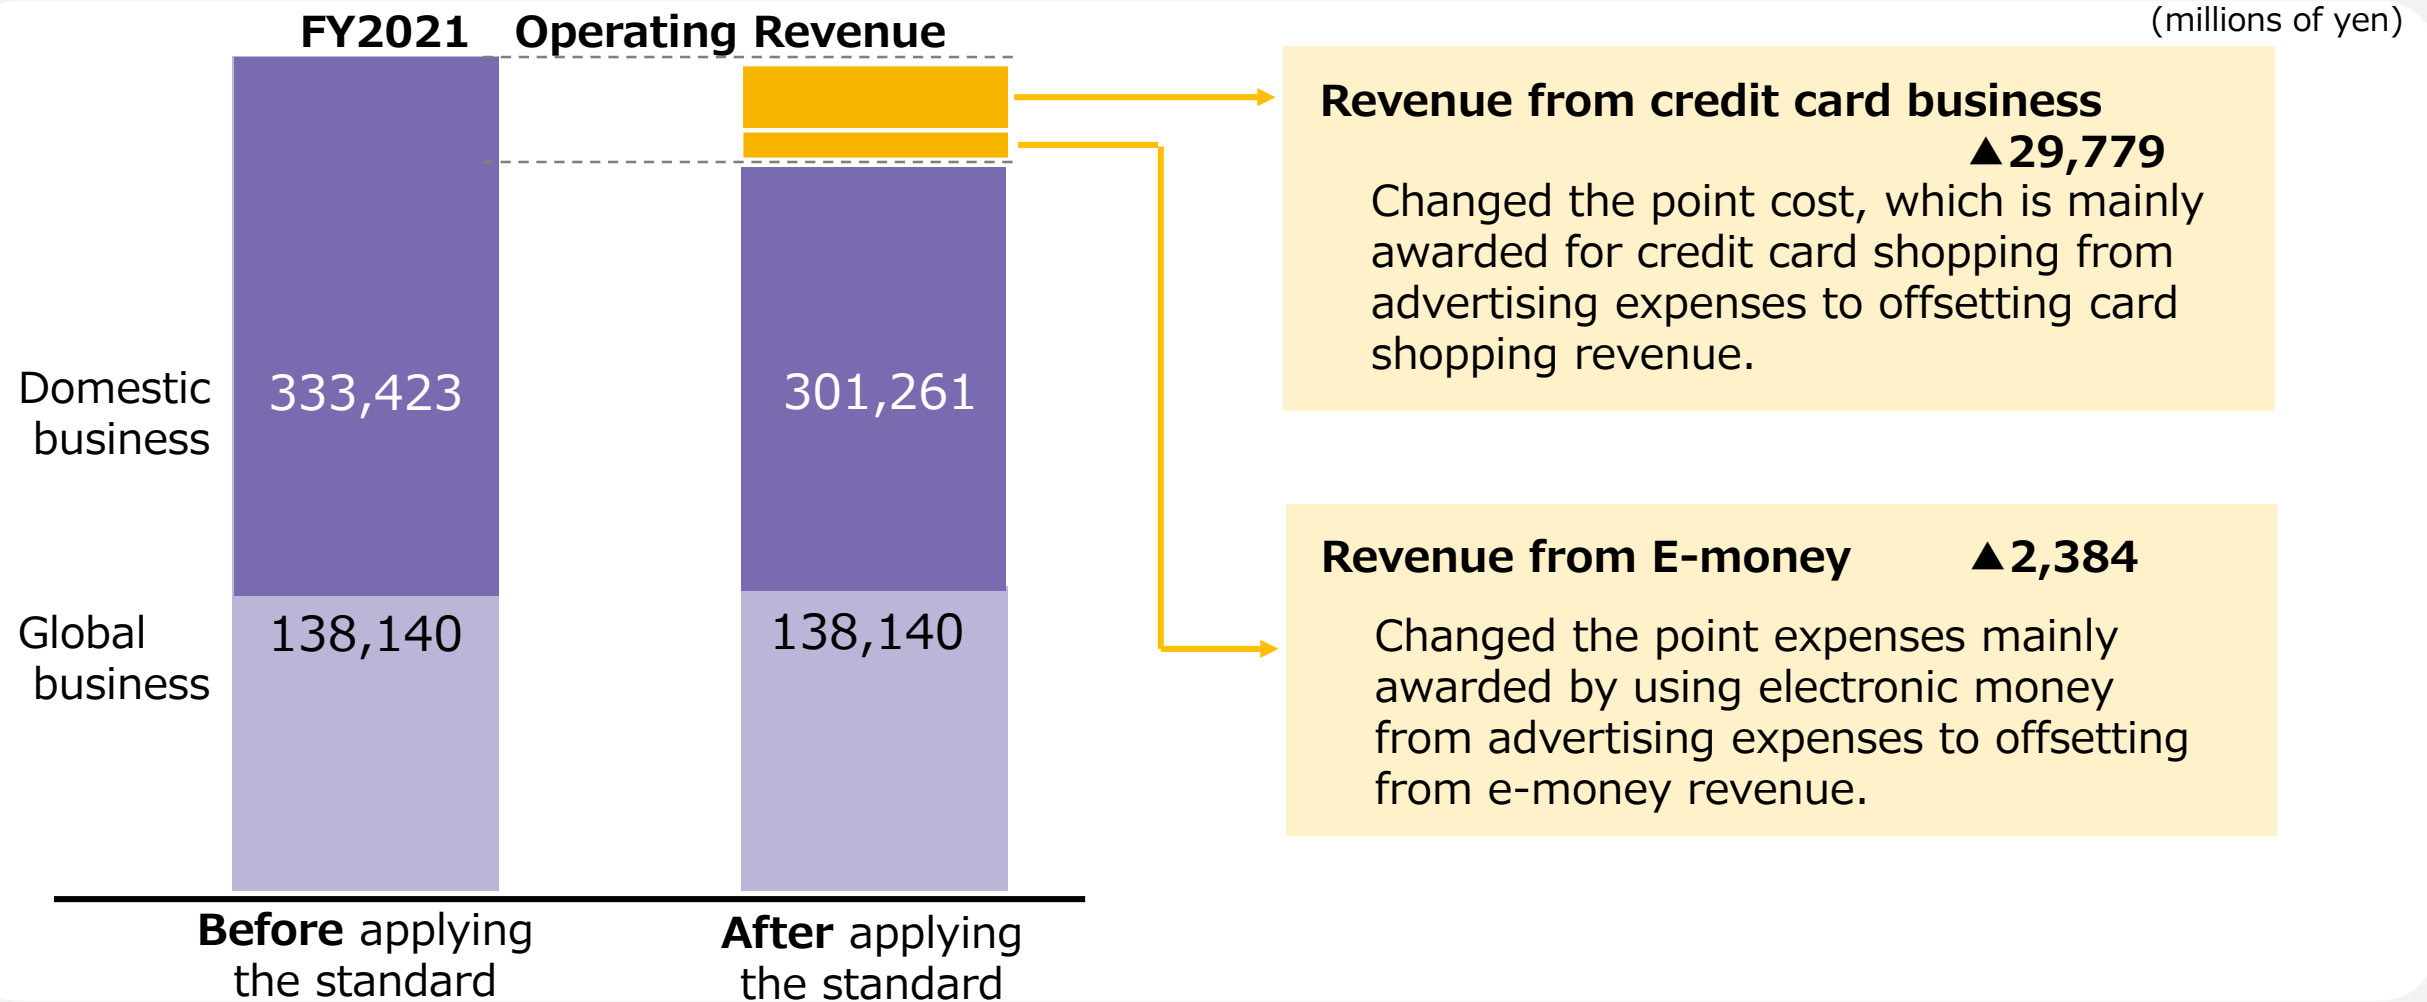 FY2021 Operating Revenue
(millions of yen)
Domestic
business
333,423
301,261
Global
business
138,140
138,140
Before applying
the standard
After applying
the standard
Revenue from credit card business
▲29,779
Changed the point cost, which is mainly
awarded for credit card shopping from
advertising expenses to offsetting card
shopping revenue.
Revenue from E-money ▲2,384
Changed the point expenses mainly
awarded by using electronic money
from advertising expenses to offsetting
from e-money revenue.